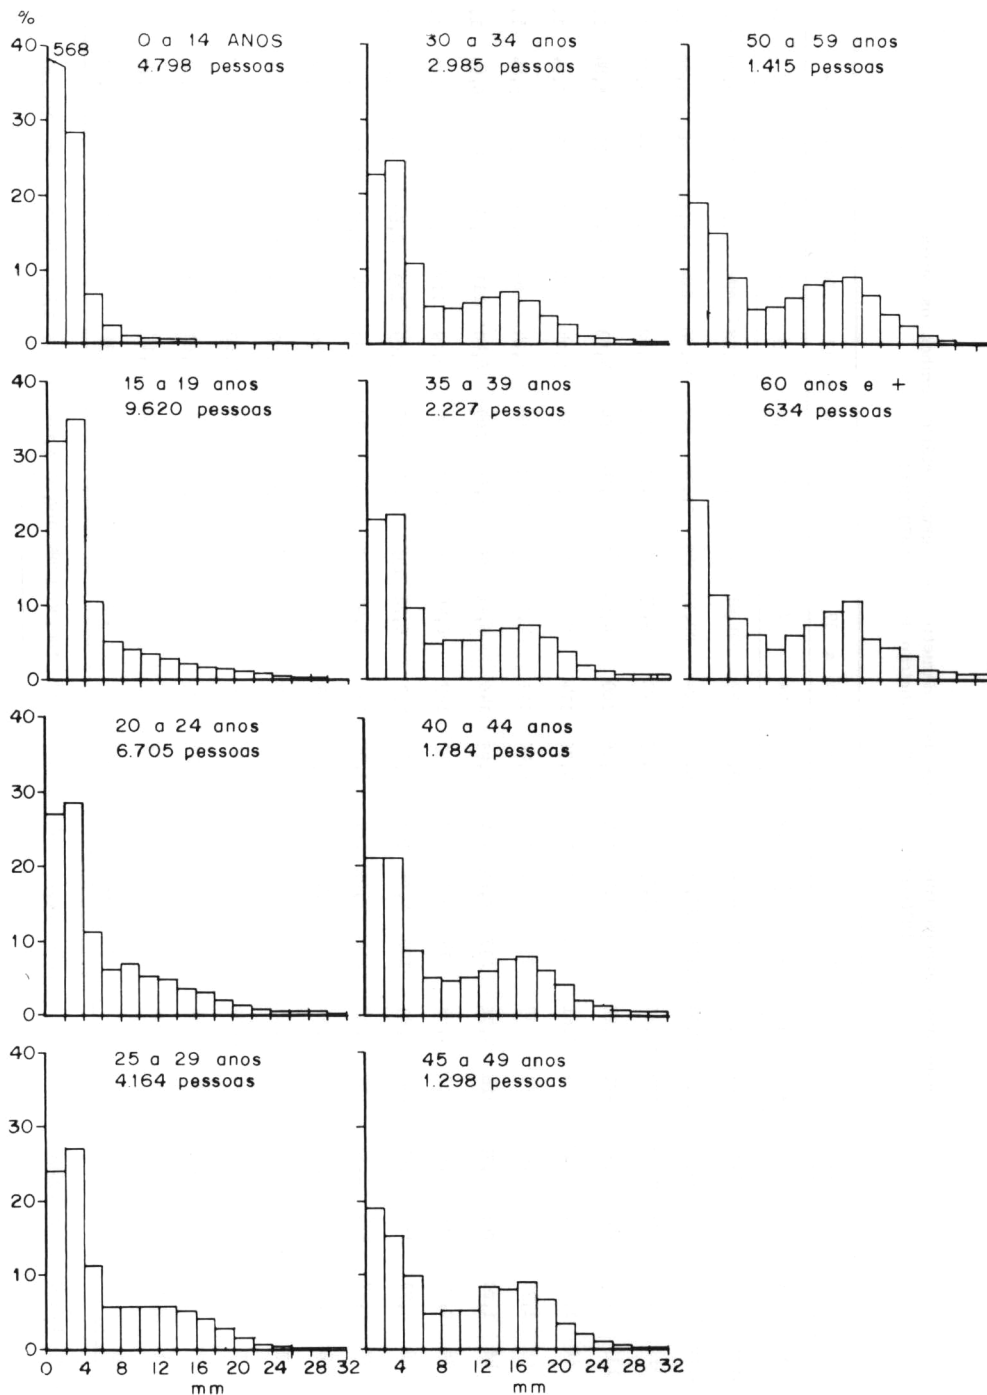 %
40
30
20
10
0
568
0 a 14 ANOS
4.798 pessoas
30 a 34 anos
2.985 pessoas
50 a 59 anos
1.415 pessoas
40
30
20
10
0
15 a 19 anos
9.620 pessoas
35 a 39 anos
2.227 pessoas
60 anos e +
634 pessoas
40
30
20
10
0
20 a 24 anos
6.705 pessoas
40 a 44 anos
1.784 pessoas
40
30
20
10
0
25 a 29 anos
4.164 pessoas
45 a 49 anos
1.298 pessoas
0 4 8 12 16 20 24 28 32
mm
4 8 12 16 20 24 28 32
mm